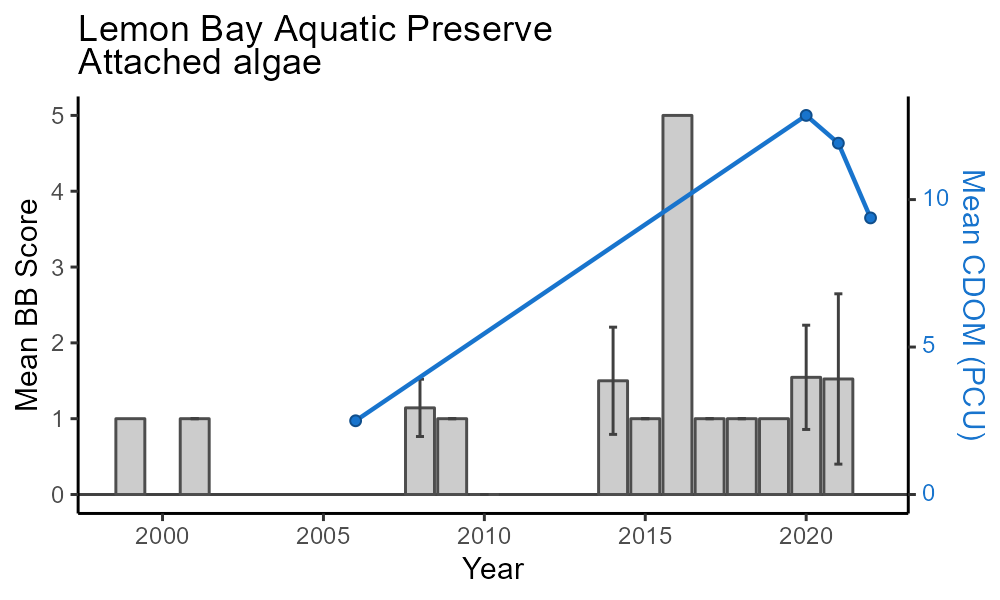 Lemon Bay Aquatic Preserve
Attached algae
5
4
3
2
1
0
Mean BB Score
10
5
0
Mean CDOM (PCU)
2000 2005 2010 2015 2020
Year